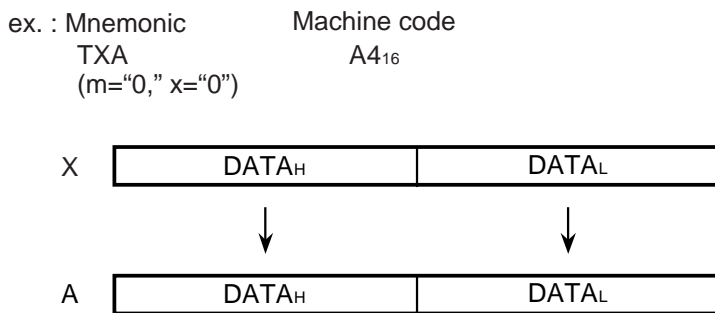 ex. : Mnemonic Machine code
TXA A4₁₆
(m=“0,” x=“0”)
X DATAH DATAL
A DATAH DATAL